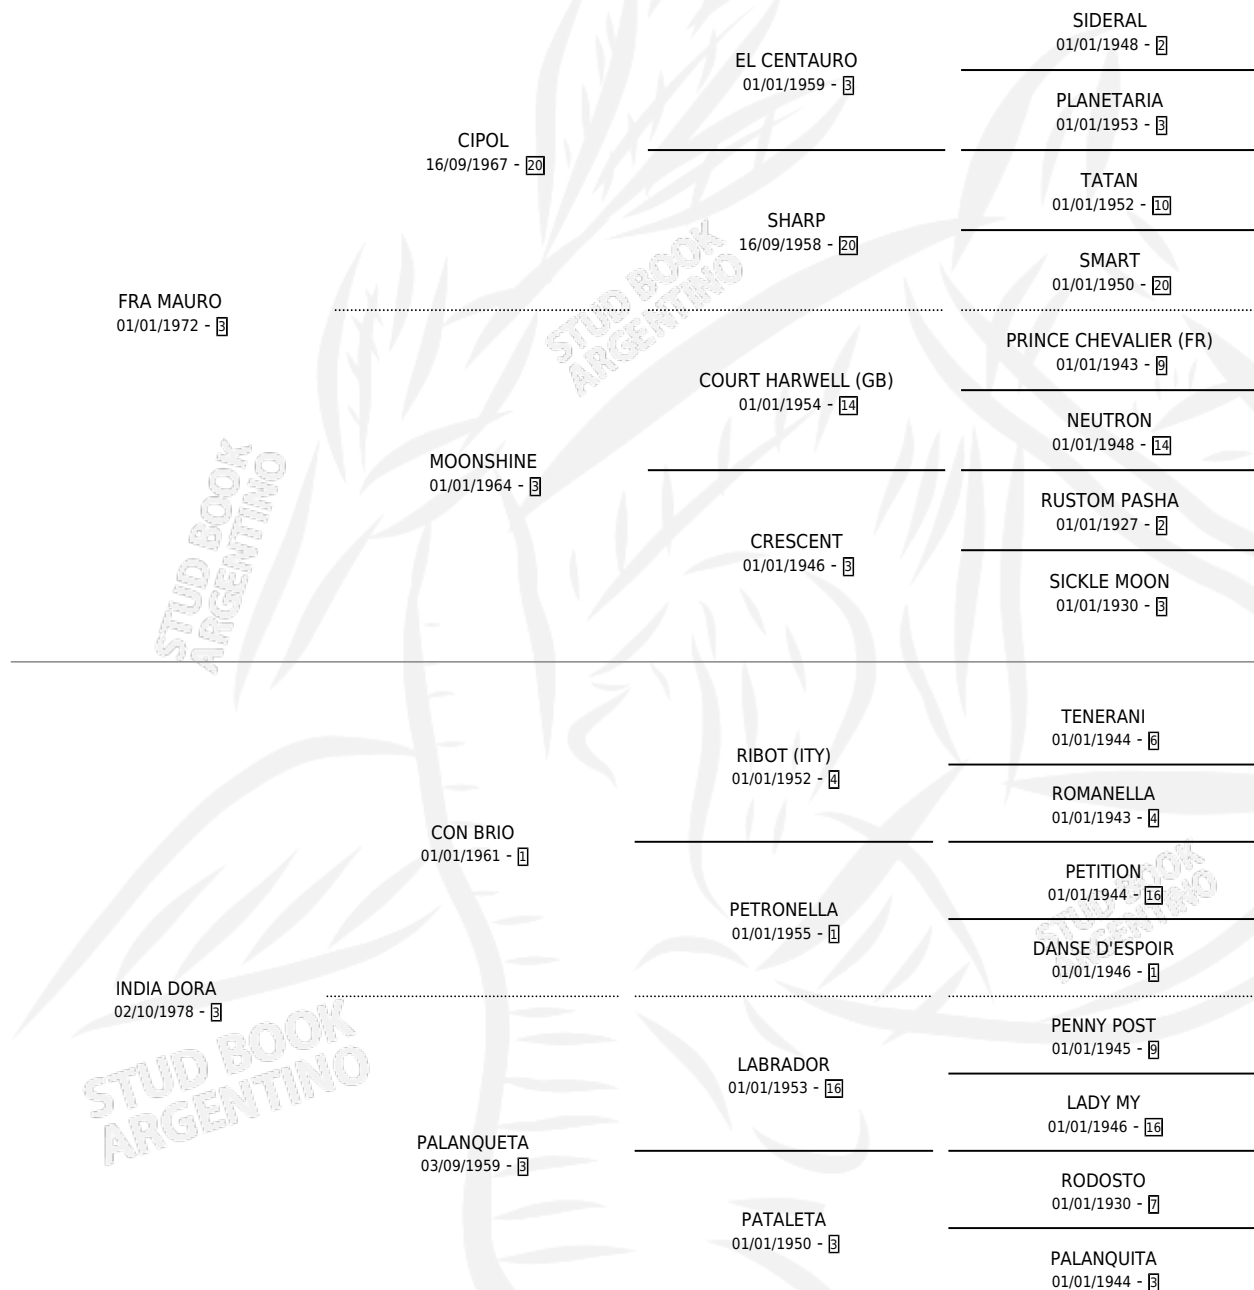 SIDERAL
01/01/1948 - 2
EL CENTAURO
01/01/1959 - 3
PLANETARIA
01/01/1953 - 3
CIPOL
16/09/1967 - 20
TATAN
01/01/1952 - 10
SHARP
16/09/1958 - 20
SMART
01/01/1950 - 20
FRA MAURO
01/01/1972 - 3
PRINCE CHEVALIER (FR)
01/01/1943 - 9
COURT HARWELL (GB)
01/01/1954 - 14
NEUTRON
01/01/1948 - 14
MOONSHINE
01/01/1964 - 3
RUSTOM PASHA
01/01/1927 - 2
CRESCENT
01/01/1946 - 3
SICKLE MOON
01/01/1930 - 3
TENERANI
01/01/1944 - 6
RIBOT (ITY)
01/01/1952 - 4
ROMANELLA
01/01/1943 - 4
CON BRIO
01/01/1961 - 1
PETITION
01/01/1944 - 16
PETRONELLA
01/01/1955 - 1
DANSE D'ESPOIR
01/01/1946 - 1
INDIA DORA
02/10/1978 - 3
PENNY POST
01/01/1945 - 9
LABRADOR
01/01/1953 - 16
LADY MY
01/01/1946 - 16
PALANQUETA
03/09/1959 - 3
RODOSTO
01/01/1930 - 7
PATALETA
01/01/1950 - 3
PALANQUITA
01/01/1944 - 3
STUD BOOK
ARGENTINO
STUD BOOK
ARGENTINO
STUD BOOK
ARGENTINO
STUD BOOK
ARGENTINO